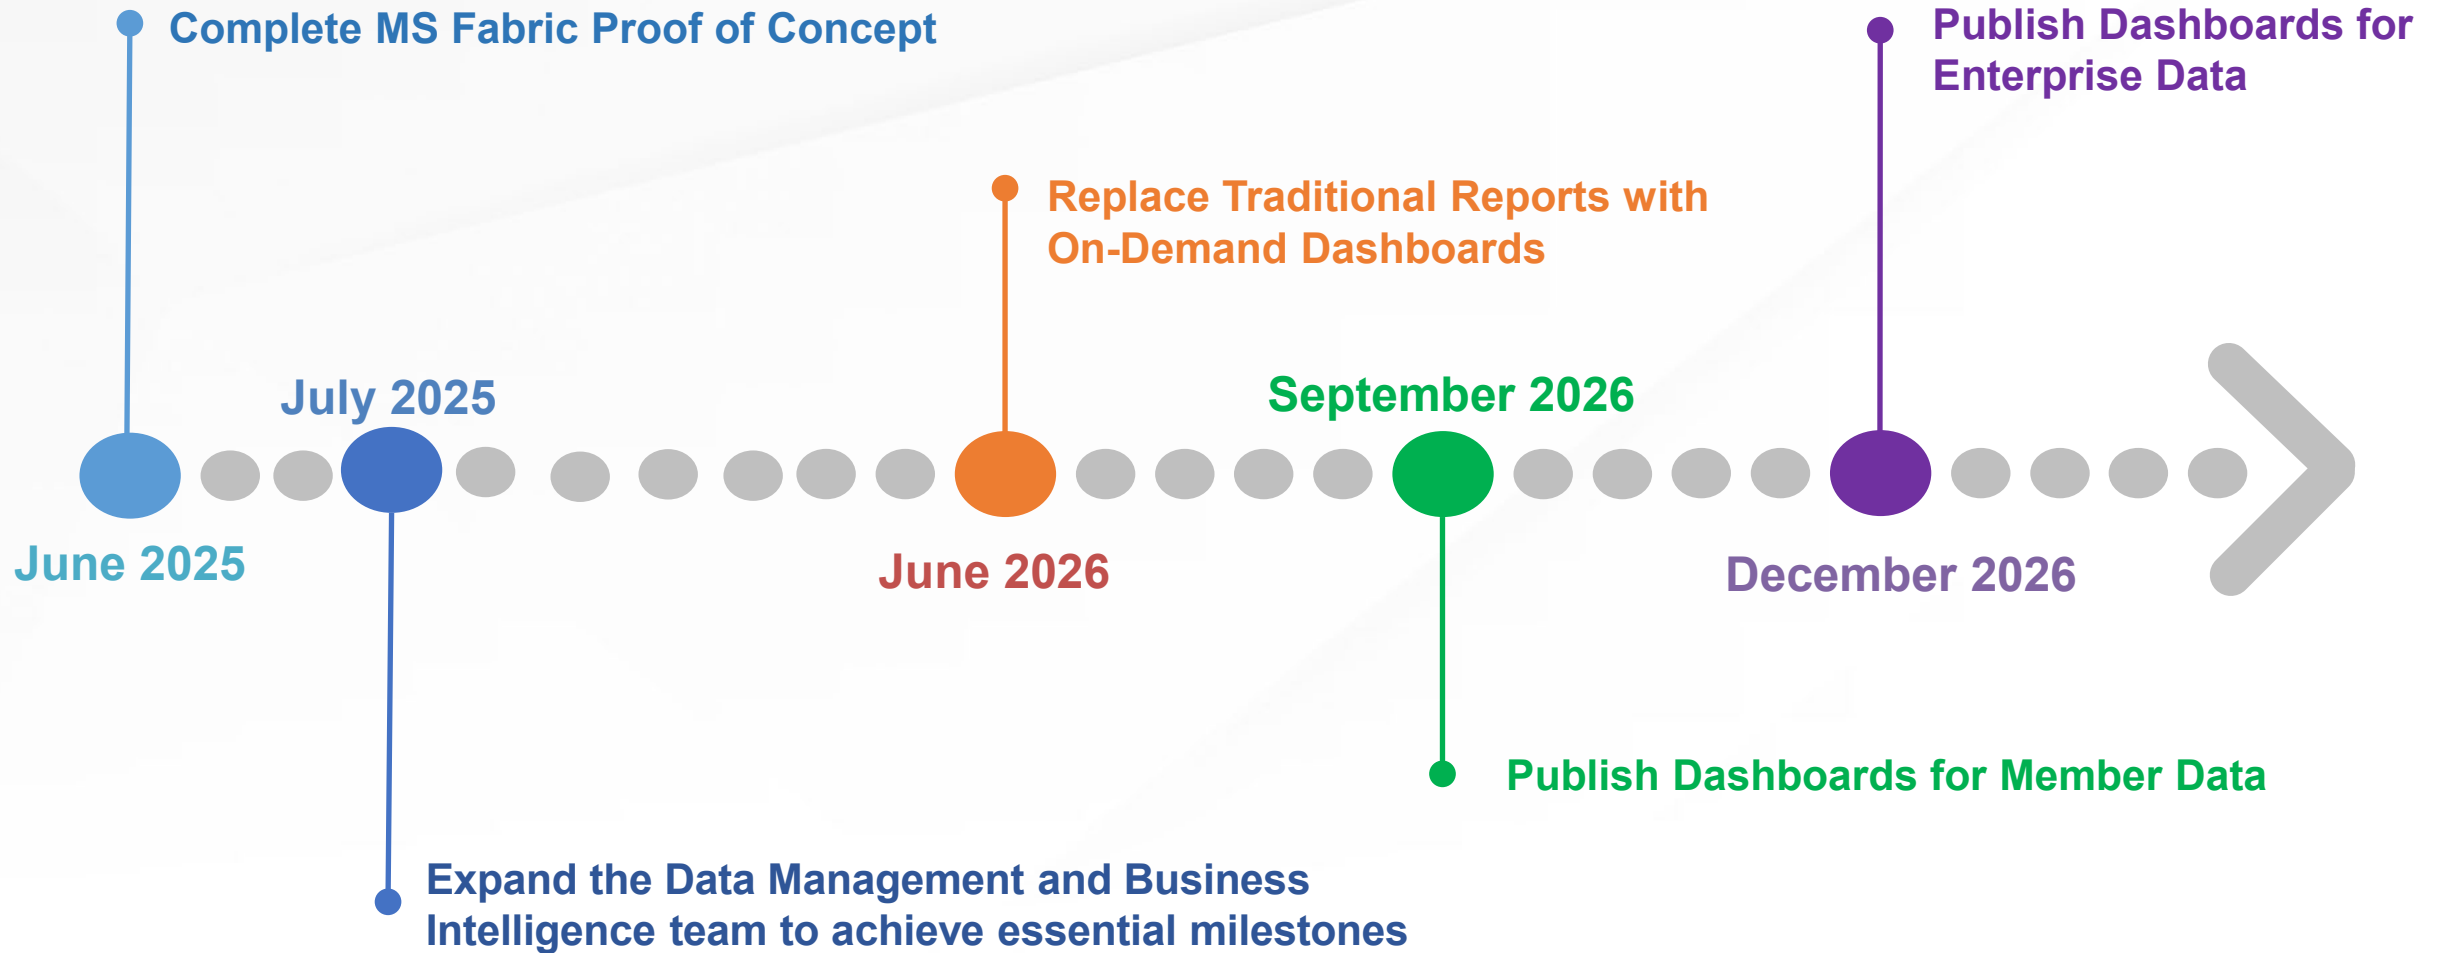 Complete MS Fabric Proof of Concept
Publish Dashboards for
Enterprise Data
Replace Traditional Reports with
On-Demand Dashboards
July 2025
September 2026
June 2025
June 2026
December 2026
Publish Dashboards for Member Data
Expand the Data Management and Business
Intelligence team to achieve essential milestones